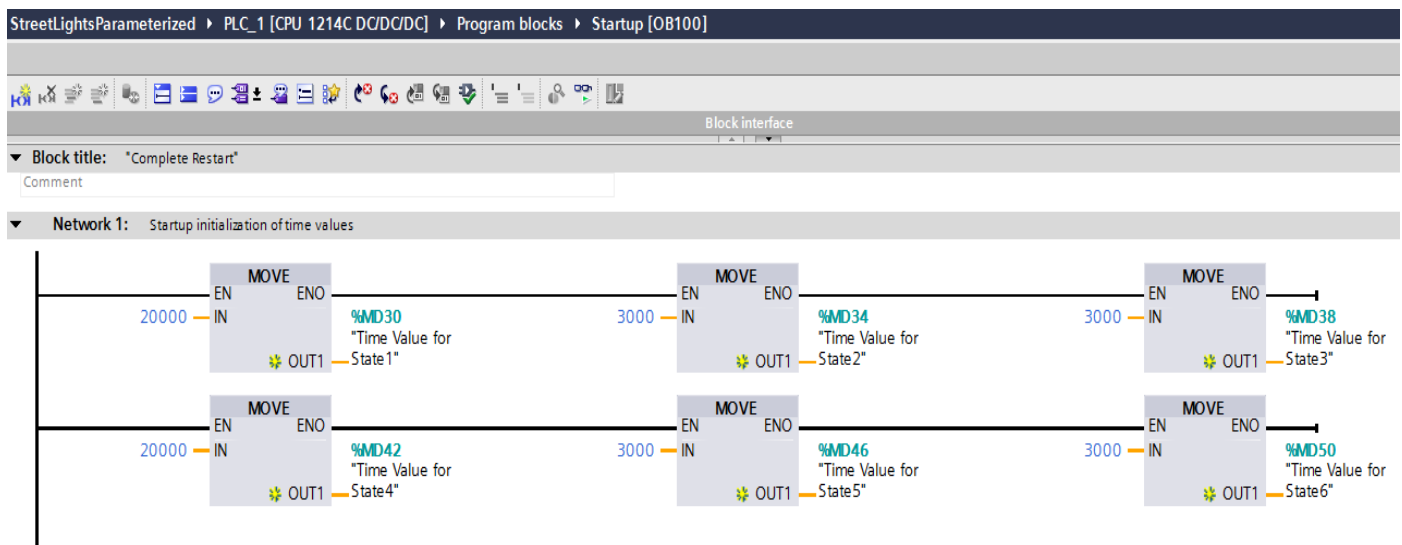 StreetLightsParameterized ▸ PLC_1 [CPU 1214C DC/DC/DC] ▸ Program blocks ▸ Startup [OB100]
Block interface
Block title: "Complete Restart"
Comment
Network 1: Startup initialization of time values
MOVE MOVE MOVE
EN ENO EN ENO EN ENO
20000 IN %MD30 3000 IN %MD34 3000 IN %MD38
"Time Value for "Time Value for "Time Value for
OUT1 State1" OUT1 State2" OUT1 State3"
MOVE MOVE MOVE
EN ENO EN ENO EN ENO
20000 IN %MD42 3000 IN %MD46 3000 IN %MD50
"Time Value for "Time Value for "Time Value for
OUT1 State4" OUT1 State5" OUT1 State6"